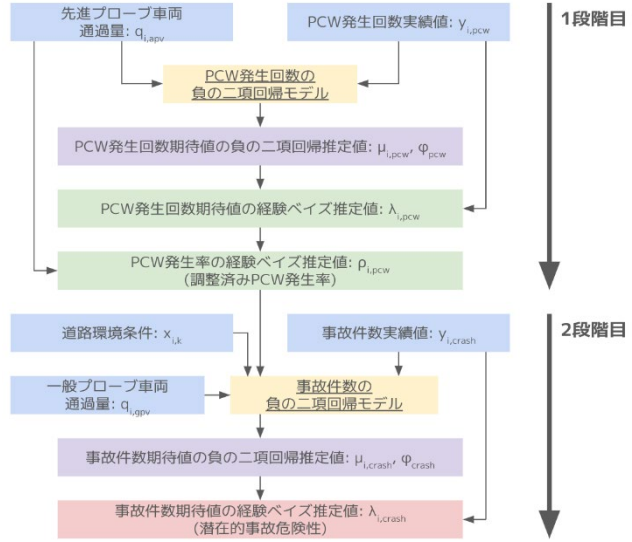 先進プローブ車両
通過量: q_i,apv
PCW発生回数実績値: y_i,pcw
1段階目
PCW発生回数の
負の二項回帰モデル
PCW発生回数期待値の負の二項回帰推定値: μ_i,pcw, φ_pcw
PCW発生回数期待値の経験ベイズ推定値: λ_i,pcw
PCW発生率の経験ベイズ推定値: ρ_i,pcw
(調整済みPCW発生率)
道路環境条件: x_i,k
事故件数実績値: y_i,crash
2段階目
一般プローブ車両
通過量: q_i,gpv
事故件数の
負の二項回帰モデル
事故件数期待値の負の二項回帰推定値: μ_i,crash, φ_crash
事故件数期待値の経験ベイズ推定値: λ_i,crash
(潜在的事故危険性)